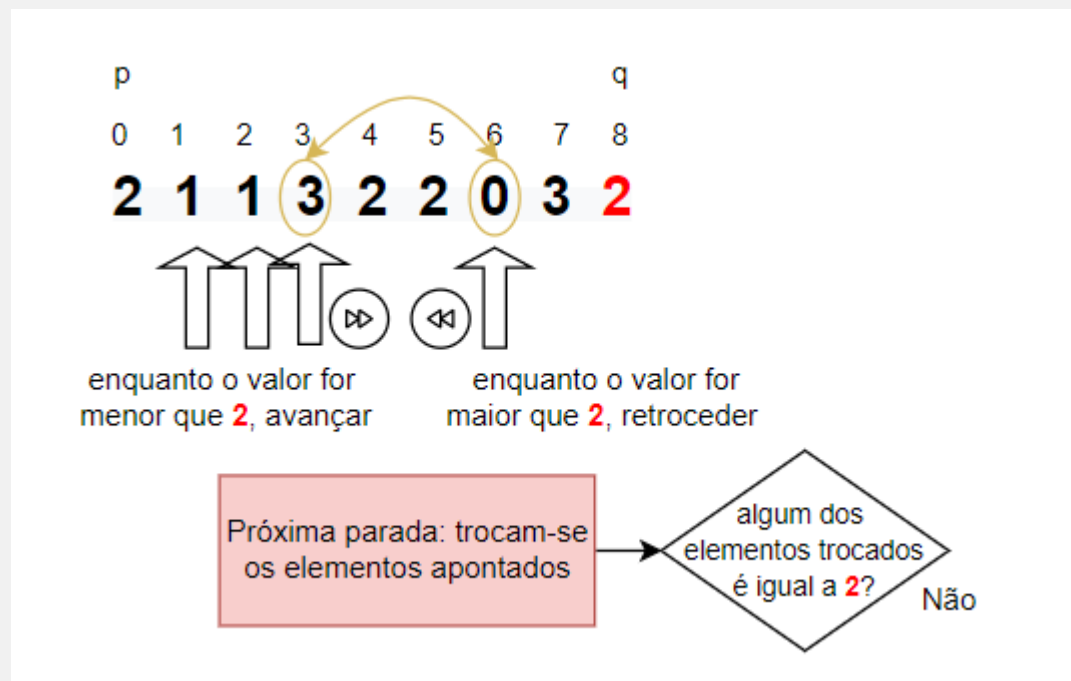 p q
0 1 2 3 4 5 6 7 8
2 1 1 3 2 2 0 3 2
enquanto o valor for
menor que 2, avançar
enquanto o valor for
maior que 2, retroceder
Próxima parada: trocam-se
os elementos apontados
algum dos
elementos trocados
é igual a 2?
Não